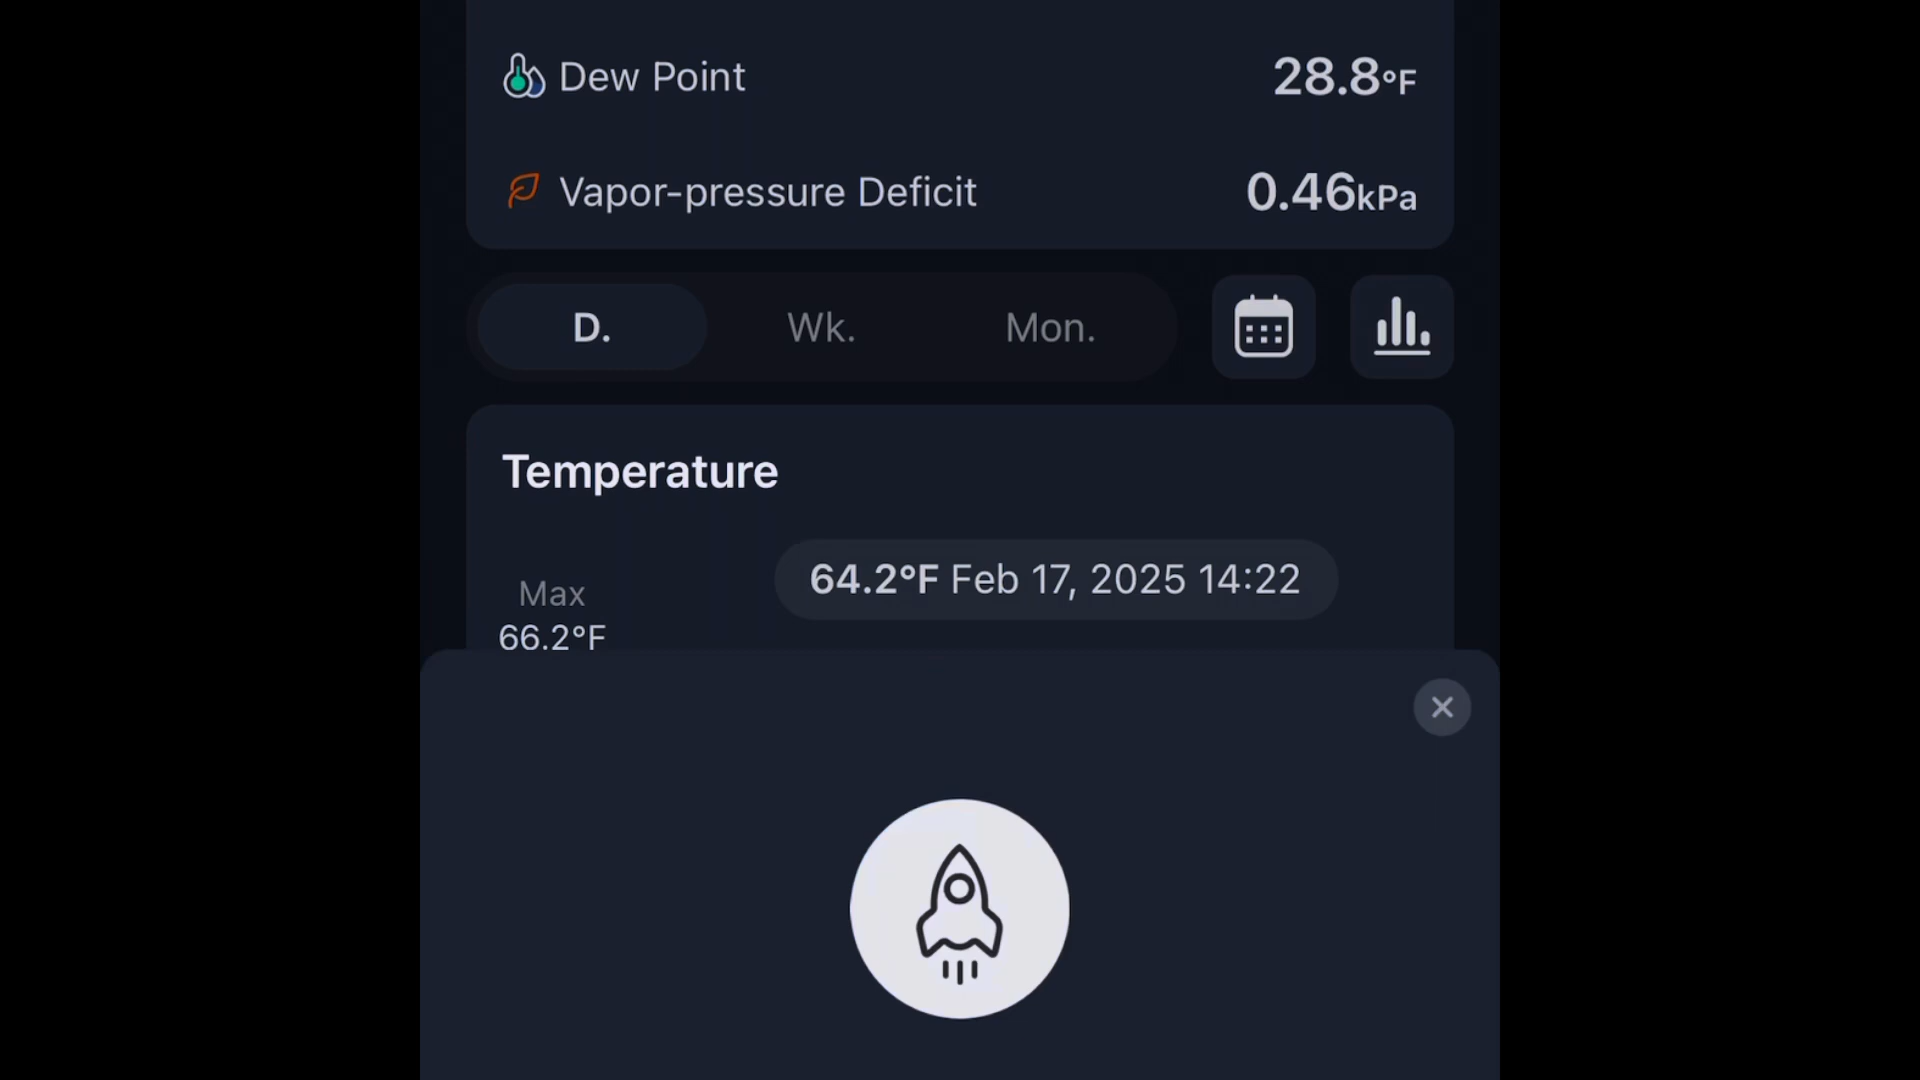 Dew Point 28.8°F
Vapor-pressure Deficit 0.46kPa
D. Wk. Mon.
Temperature
64.2°F Feb 17, 2025 14:22
Max
66.2°F